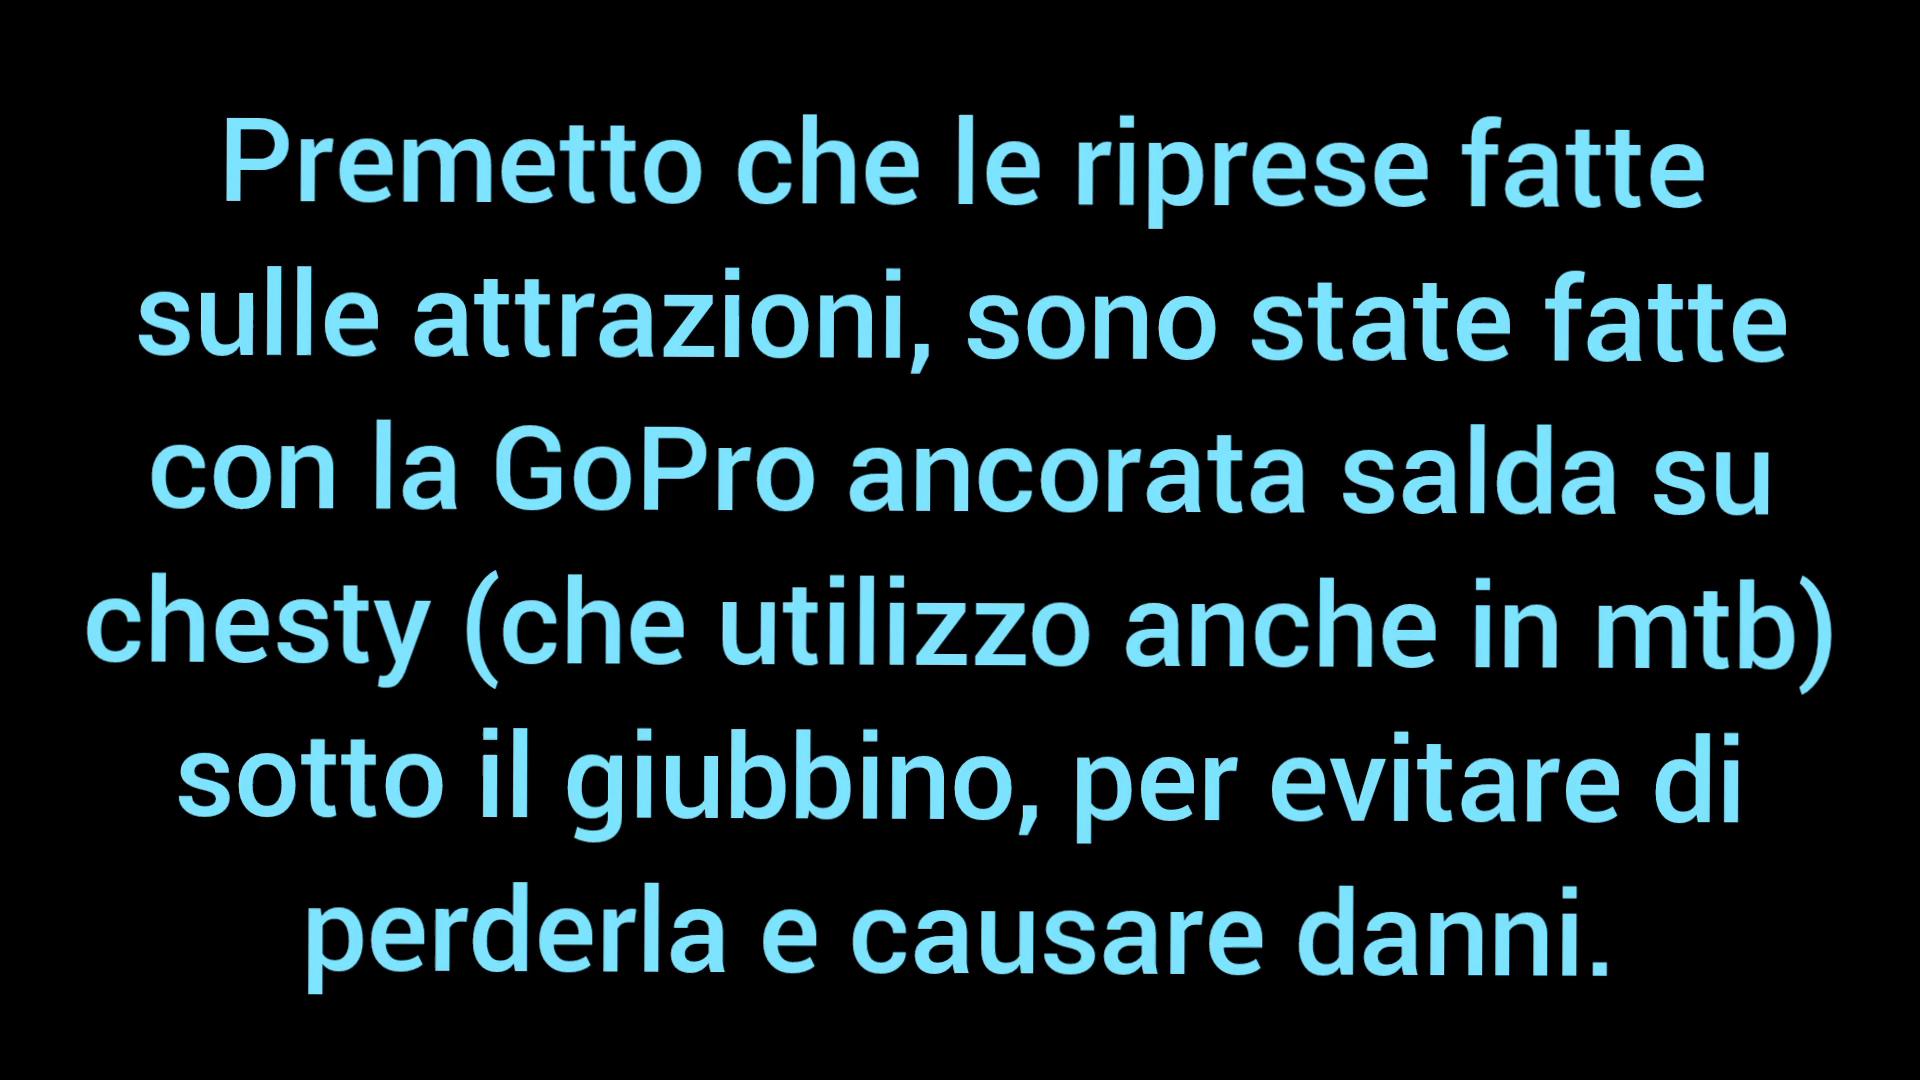 Premetto che le riprese fatte
sulle attrazioni, sono state fatte
con la GoPro ancorata salda su
chesty (che utilizzo anche in mtb)
sotto il giubbino, per evitare di
perderla e causare danni.